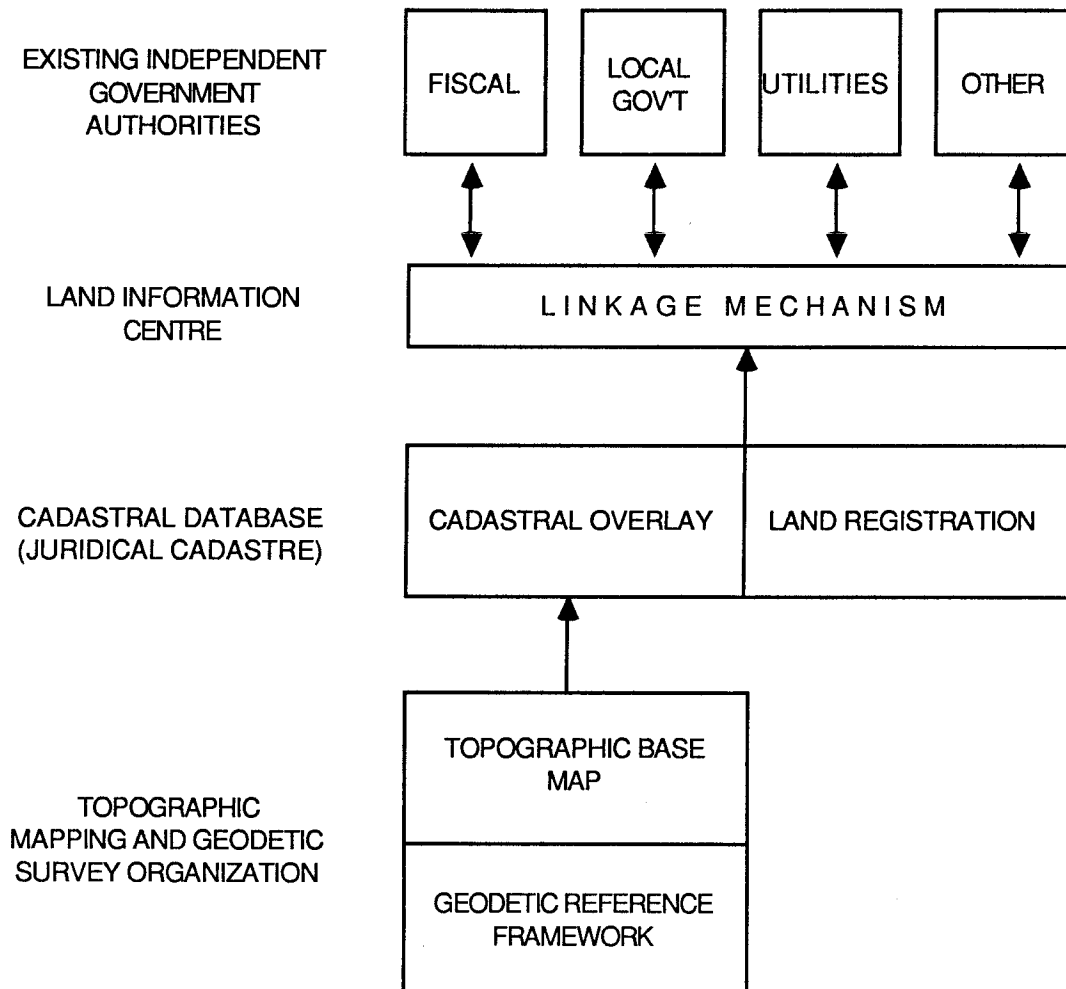 EXISTING INDEPENDENT
GOVERNMENT
AUTHORITIES
FISCAL
LOCAL
GOV'T
UTILITIES
OTHER
LAND INFORMATION
CENTRE
LINKAGE MECHANISM
CADASTRAL DATABASE
(JURIDICAL CADASTRE)
CADASTRAL OVERLAY
LAND REGISTRATION
TOPOGRAPHIC
MAPPING AND GEODETIC
SURVEY ORGANIZATION
TOPOGRAPHIC BASE
MAP
GEODETIC REFERENCE
FRAMEWORK